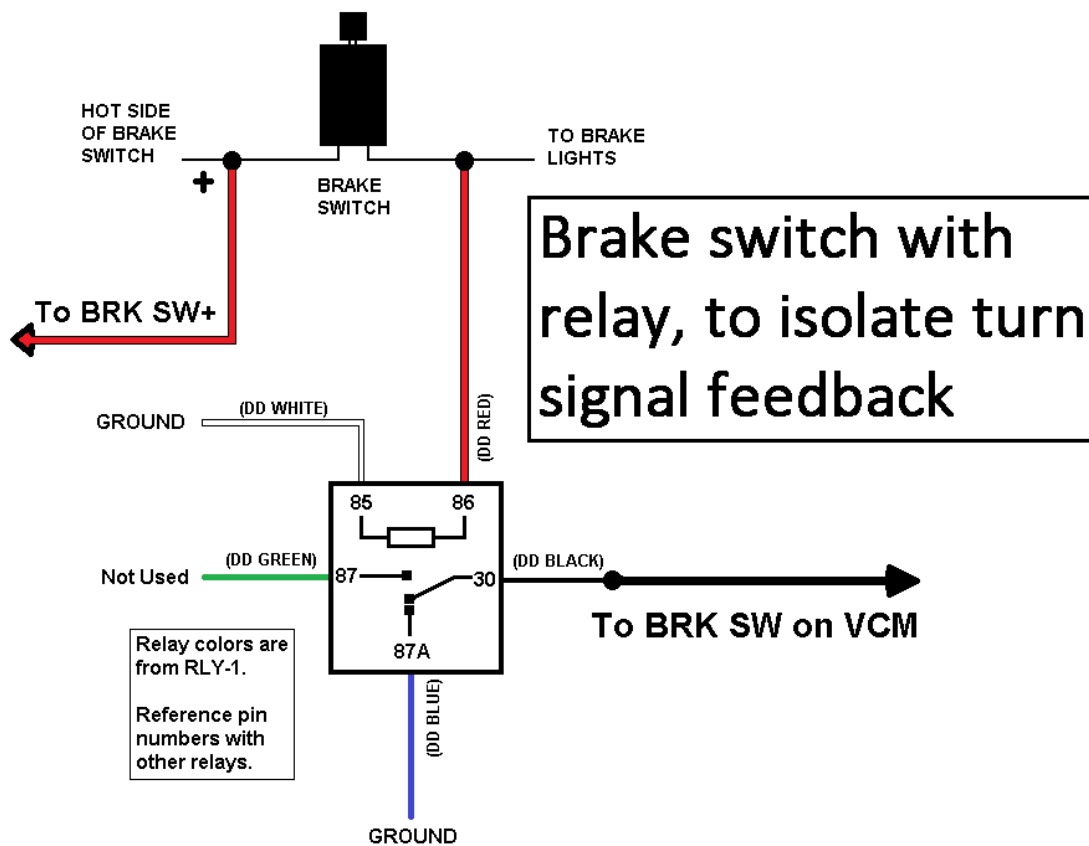 HOT SIDE
OF BRAKE
SWITCH
+
BRAKE
SWITCH
TO BRAKE
LIGHTS
Brake switch with
relay, to isolate turn
signal feedback
To BRK SW+
GROUND
(DD WHITE)
(DD RED)
85
86
Not Used
(DD GREEN)
87
30
(DD BLACK)
To BRK SW on VCM
87A
Relay colors are
from RLY-1.
Reference pin
numbers with
other relays.
(DD BLUE)
GROUND